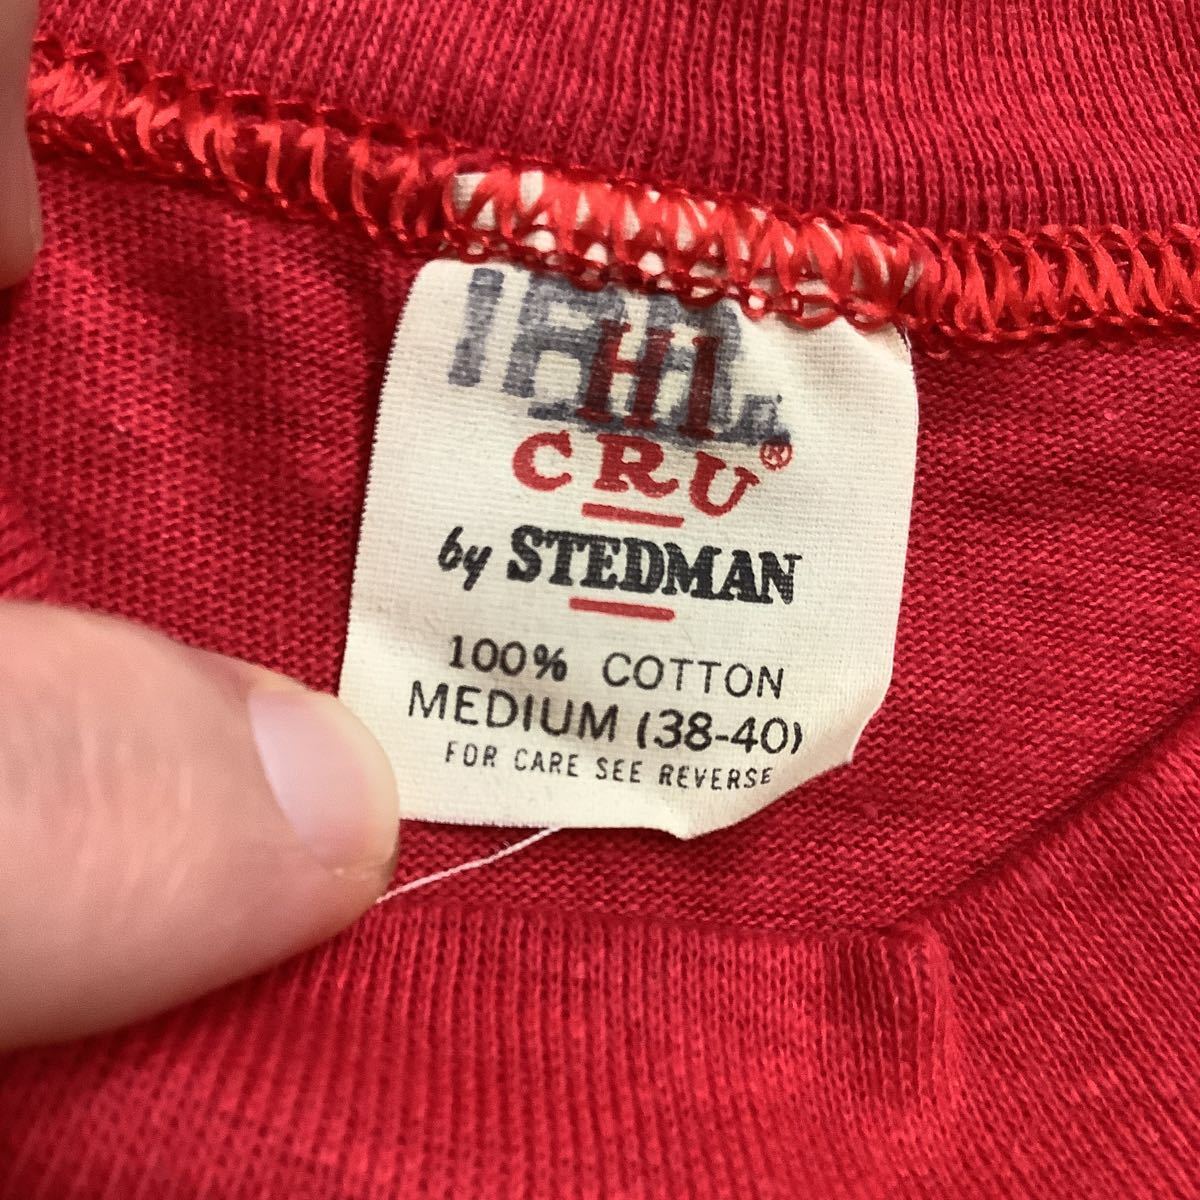 HI
CRU®
by STEDMAN
100% COTTON
MEDIUM (38-40)
FOR CARE SEE REVERSE